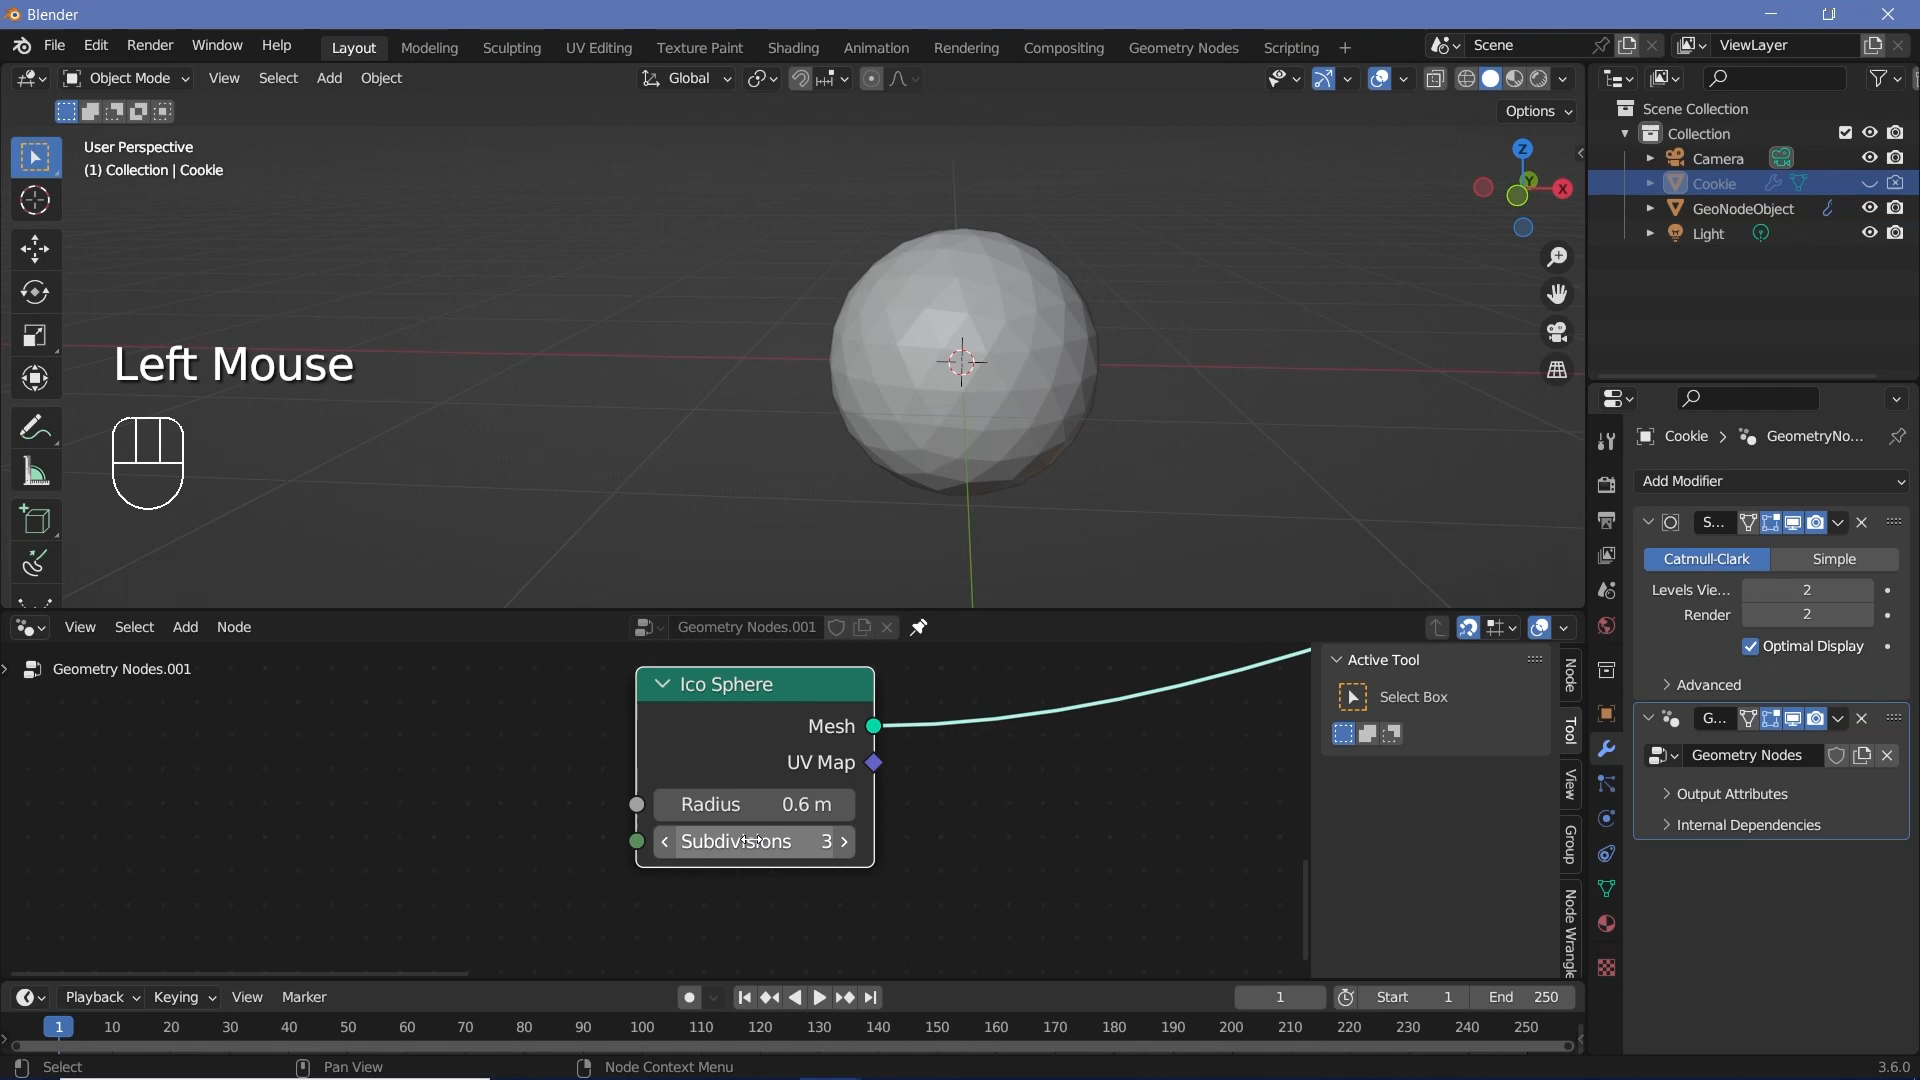 Blender
File Edit Render Window Help
Layout Modeling Sculpting UV Editing Texture Paint Shading Animation Rendering Compositing Geometry Nodes Scripting +
Scene
ViewLayer
Object Mode View Select Add Object
Global
Options
User Perspective
(1) Collection | Cookie
Z
Y
X
Left Mouse
Scene Collection
Collection
Camera
Cookie
GeoNodeObject
Light
Cookie > GeometryNo...
Add Modifier
S...
Catmull-Clark Simple
Levels Vie... 2
Render 2
Optimal Display
Advanced
G...
Geometry Nodes
Output Attributes
Internal Dependencies
View Select Add Node
Geometry Nodes.001
Geometry Nodes.001
Ico Sphere
Mesh
UV Map
Radius 0.6 m
Subdivisions 3
Active Tool
Select Box
Node
Tool
View
Group
Node Wrangle
Playback Keying View Marker
1
Start 1
End 250
1 10 20 30 40 50 60 70 80 90 100 110 120 130 140 150 160 170 180 190 200 210 220 230 240 250
Select
Pan View
Node Context Menu
3.6.0